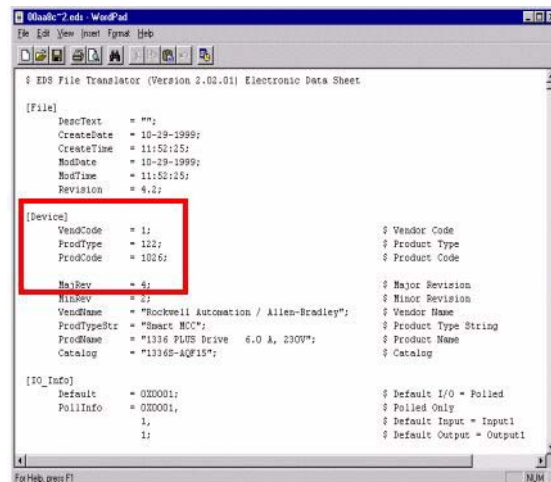 00aa8c~2.eds - WordPad
File Edit View Insert Format Help
$ EDS File Translator (Version 2.02.01) Electronic Data Sheet
[File]
DescText = "";
CreateDate = 10-29-1999;
CreateTime = 11:52:25;
ModDate = 10-29-1999;
ModTime = 11:52:25;
Revision = 4.2;
[Device]
VendCode = 1; $ Vendor Code
ProdType = 122; $ Product Type
ProdCode = 1026; $ Product Code
MajRev = 4; $ Major Revision
MinRev = 2; $ Minor Revision
VendName = "Rockwell Automation / Allen-Bradley"; $ Vendor Name
ProdTypeStr = "Smart MCC"; $ Product Type String
ProdName = "1336 PLUS Drive 6.0 A, 230V"; $ Product Name
Catalog = "1336S-AQF15"; $ Catalog
[IO_Info]
Default = 0X0001; $ Default I/O = Polled
PollInfo = 0X0001, $ Polled Only
1, $ Default Input = Input1
1; $ Default Output = Output1
For Help, press F1 NUM